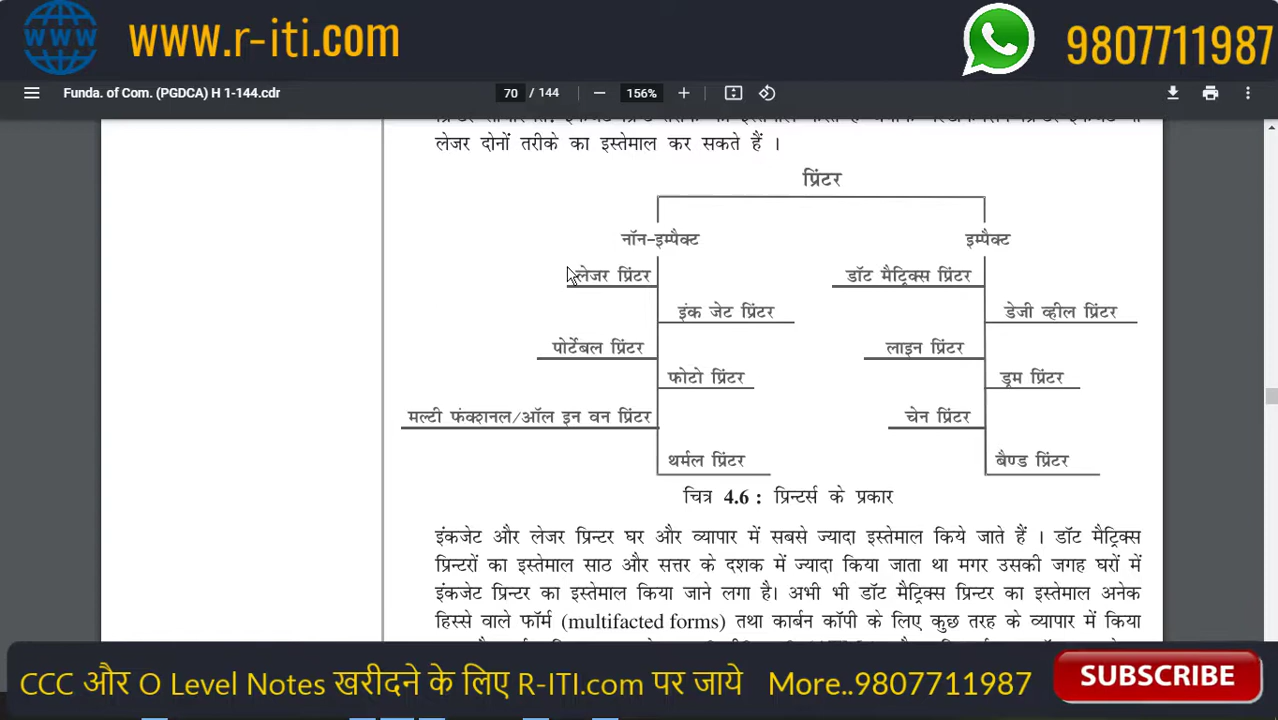 www.r-iti.com
9807711987
Funda. of Com. (PGDCA) H 1-144.cdr
70 / 144
156%
लेजर दोनों तरीके का इस्तेमाल कर सकते हैं ।
प्रिंटर
नॉन-इम्पैक्ट
इम्पैक्ट
लेजर प्रिंटर
डॉट मैट्रिक्स प्रिंटर
इंक जेट प्रिंटर
डेजी व्हील प्रिंटर
पोर्टेबल प्रिंटर
लाइन प्रिंटर
फोटो प्रिंटर
ड्रम प्रिंटर
मल्टी फंक्शनल/ऑल इन वन प्रिंटर
चेन प्रिंटर
थर्मल प्रिंटर
बैण्ड प्रिंटर
चित्र 4.6 : प्रिन्टर्स के प्रकार
इंकजेट और लेजर प्रिन्टर घर और व्यापार में सबसे ज्यादा इस्तेमाल किये जाते हैं । डॉट मैट्रिक्स
प्रिन्टरों का इस्तेमाल साठ और सत्तर के दशक में ज्यादा किया जाता था मगर उसकी जगह घरों में
इंकजेट प्रिन्टर का इस्तेमाल किया जाने लगा है। अभी भी डॉट मैट्रिक्स प्रिन्टर का इस्तेमाल अनेक
हिस्से वाले फॉर्म (multifacted forms) तथा कार्बन कॉपी के लिए कुछ तरह के व्यापार में किया
CCC और O Level Notes खरीदने के लिए R-ITI.com पर जाये More..9807711987
SUBSCRIBE